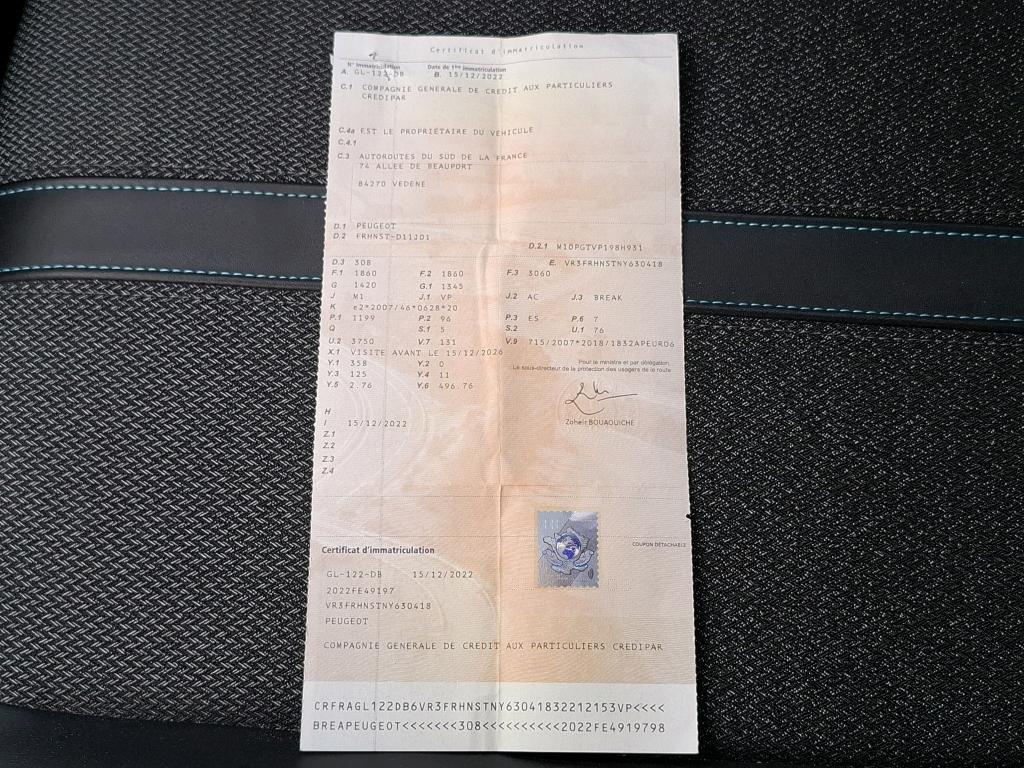 Certificat d'immatriculation
N° immatriculation Date de 1ère immatriculation
A. GL-122-DB B. 15/12/2022
C.1 COMPAGNIE GENERALE DE CREDIT AUX PARTICULIERS
CREDIPAR
C.4a EST LE PROPRIÉTAIRE DU VEHICULE
C.4.1
C.3 AUTOROUTES DU SUD DE LA FRANCE
74 ALLEE DE BEAUPORT
84270 VEDENE
D.1 PEUGEOT
D.2 FRHNST-D11J01
D.2.1 M10PGTVP198H931
D.3 308 E. VR3FRHNSTNY630418
F.1 1860 F.2 1860 F.3 3060
G 1420 G.1 1345
J M1 J.1 VP J.2 AC J.3 BREAK
K e2*2007/46*0628*20
P.1 1199 P.2 96 P.3 ES P.6 7
Q S.1 5 S.2 U.1 76
U.2 3750 V.7 131 V.9 715/2007*2018/1832APEURO6
X.1 VISITE AVANT LE 15/12/2026
Pour le ministre et par délégation,
Le sous-directeur de la protection des usagers de la route
Y.1 358 Y.2 0
Y.3 125 Y.4 11
Y.5 2.76 Y.6 496.76
Zoheir BOUAOUICHE
H
I 15/12/2022
Z.1
Z.2
Z.3
Z.4
COUPON DÉTACHABLE
Certificat d'immatriculation
GL-122-DB 15/12/2022
2022FE49197
VR3FRHNSTNY630418
PEUGEOT
COMPAGNIE GENERALE DE CREDIT AUX PARTICULIERS CREDIPAR
CRFRAGL122DB6VR3FRHNSTNY63041832212153VP<<<<
BREAPEUGEOT<<<<<<<308<<<<<<<<<<2022FE4919798